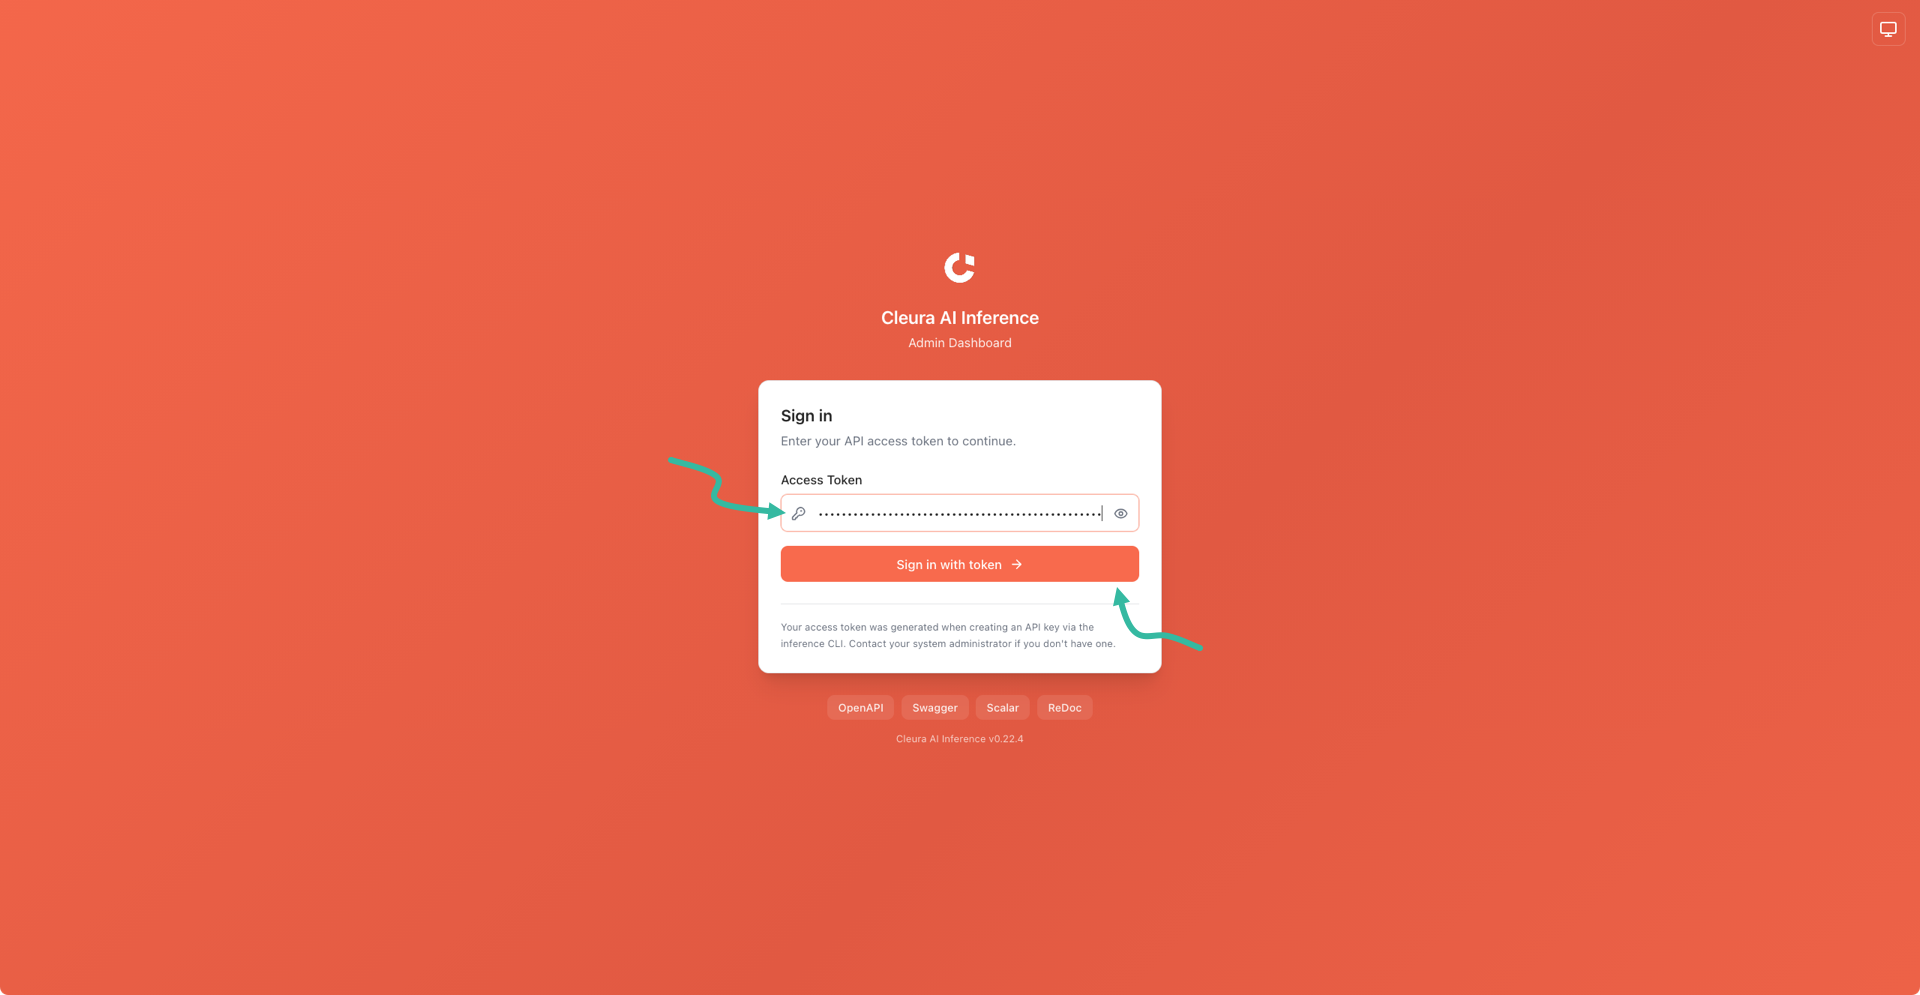 Cleura AI Inference
Admin Dashboard
Sign in
Enter your API access token to continue.
Access Token
Sign in with token
Your access token was generated when creating an API key via the
inference CLI. Contact your system administrator if you don't have one.
OpenAPI
Swagger
Scalar
ReDoc
Cleura AI Inference v0.22.4